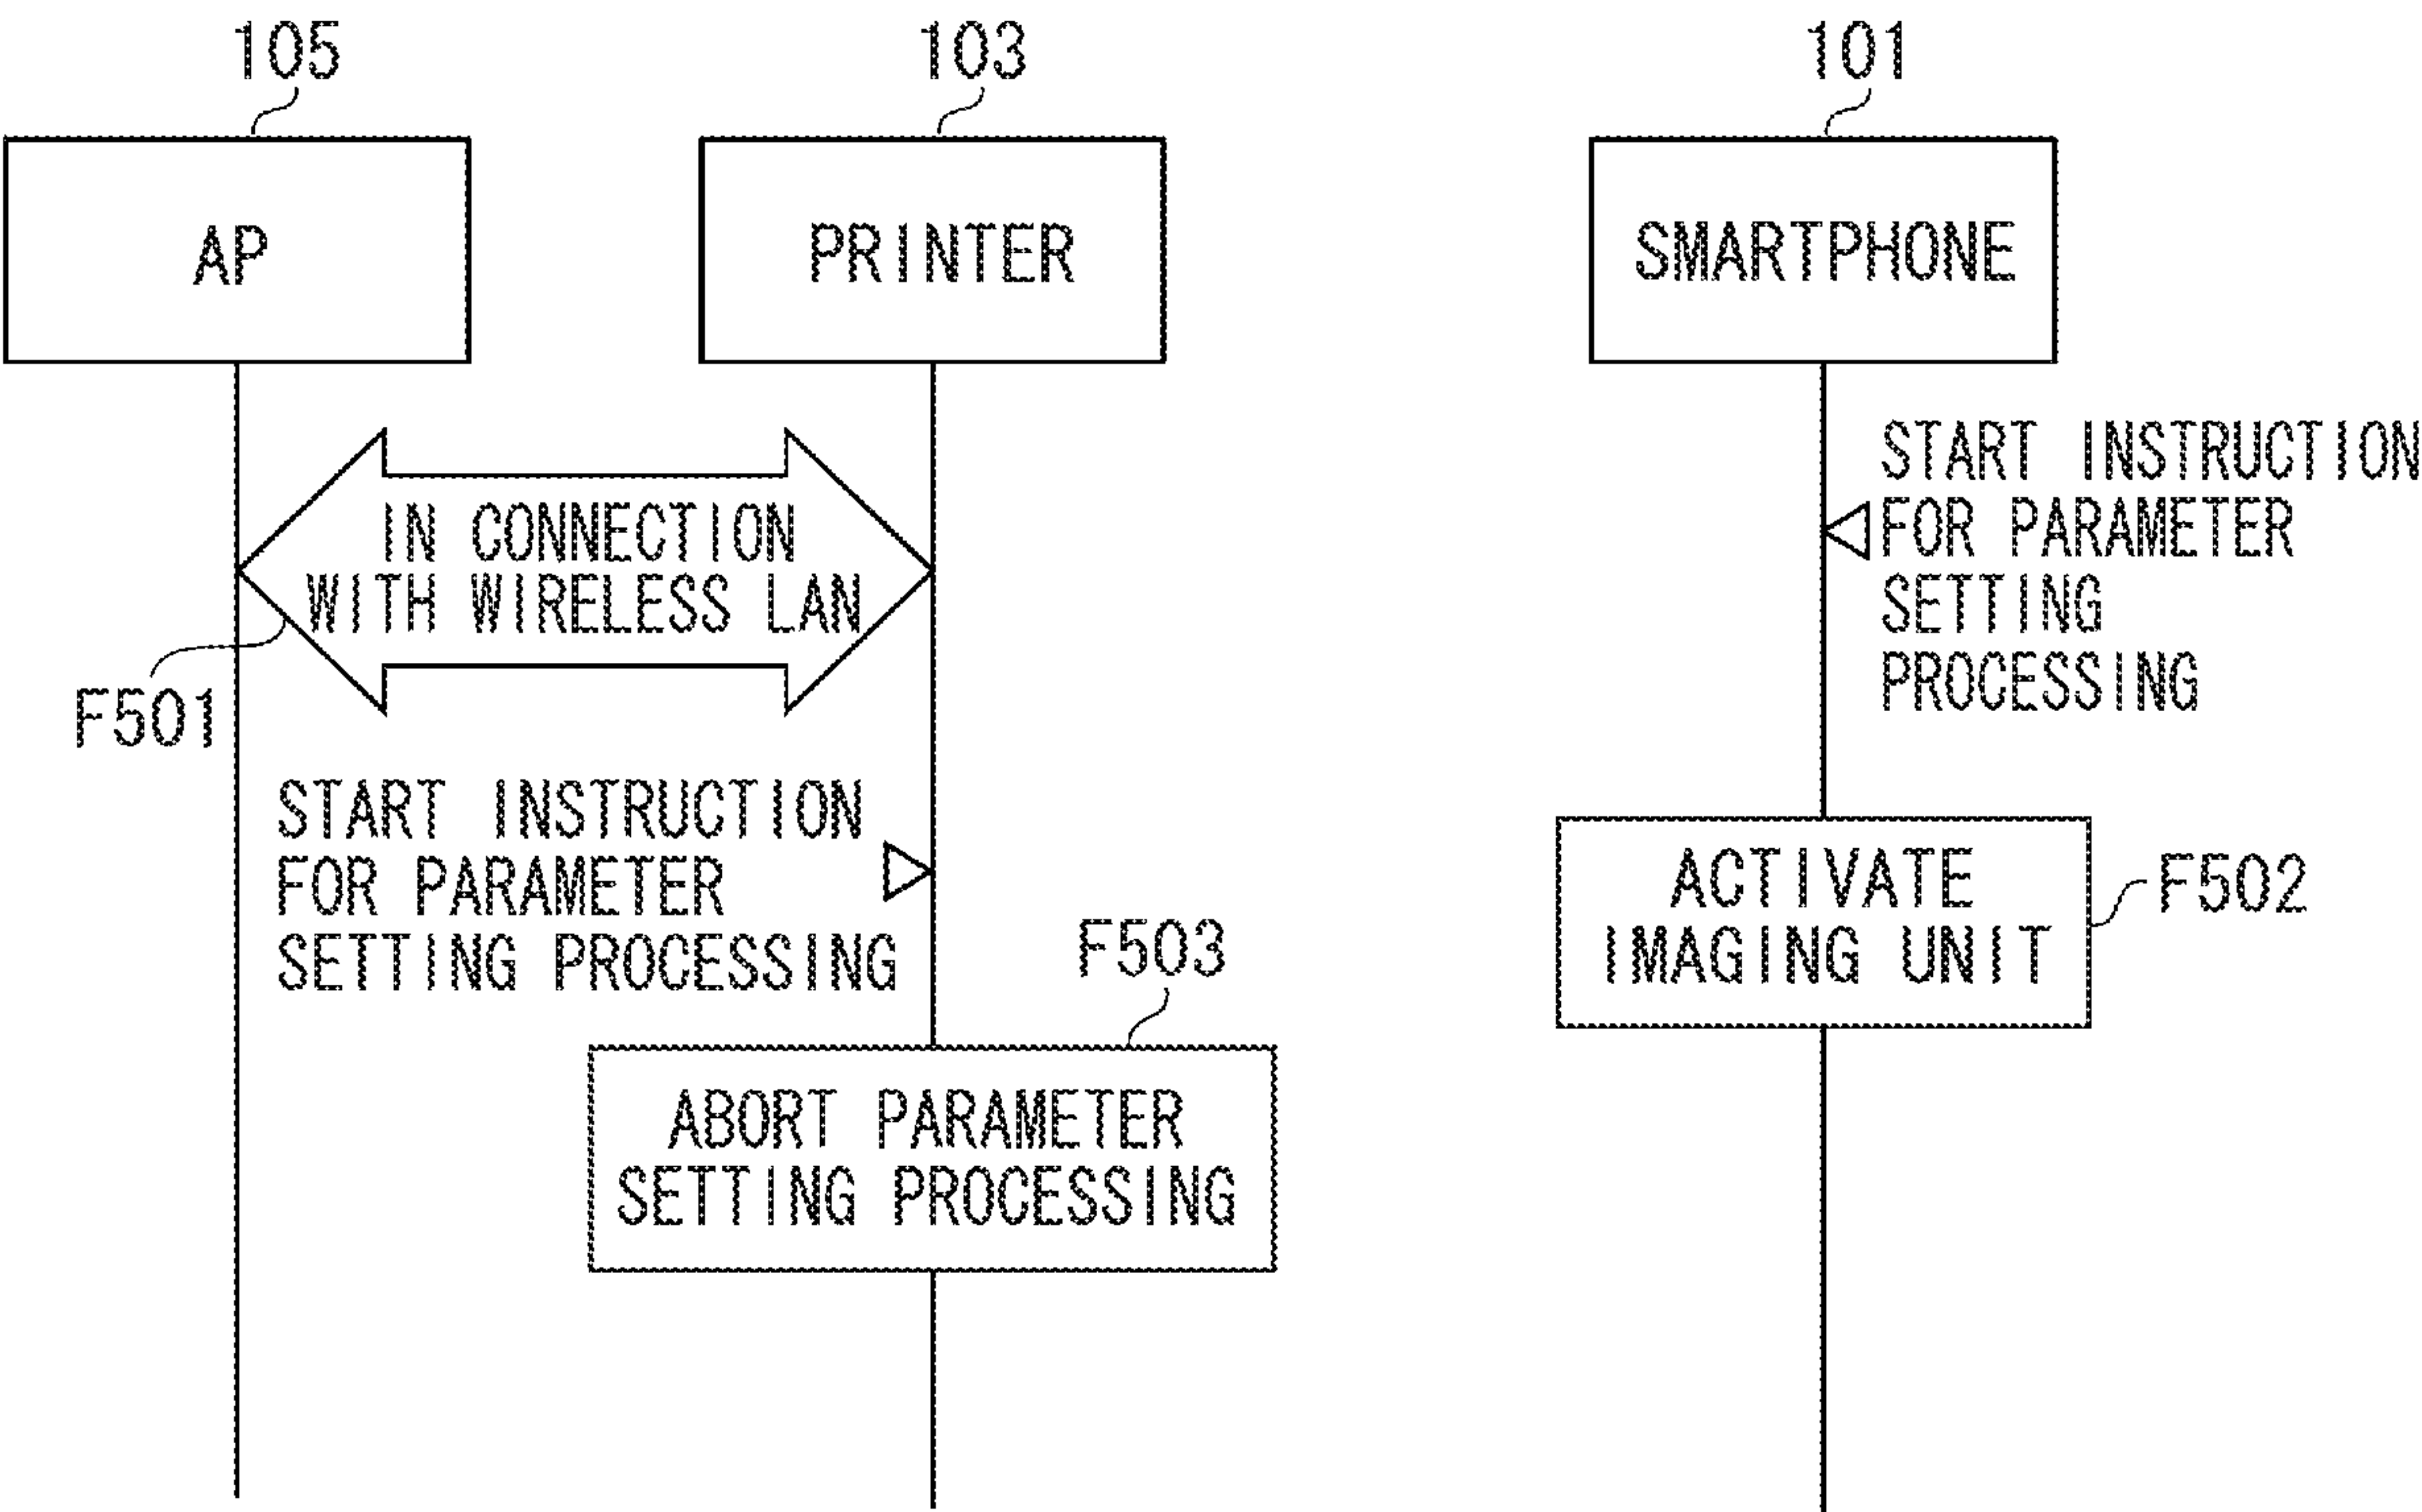 105
103
101
AP
PRINTER
SMARTPHONE
IN CONNECTION
WITH WIRELESS LAN
F501
START INSTRUCTION
FOR PARAMETER
SETTING
PROCESSING
START INSTRUCTION
FOR PARAMETER
SETTING PROCESSING
ACTIVATE
IMAGING UNIT
F502
F503
ABORT PARAMETER
SETTING PROCESSING